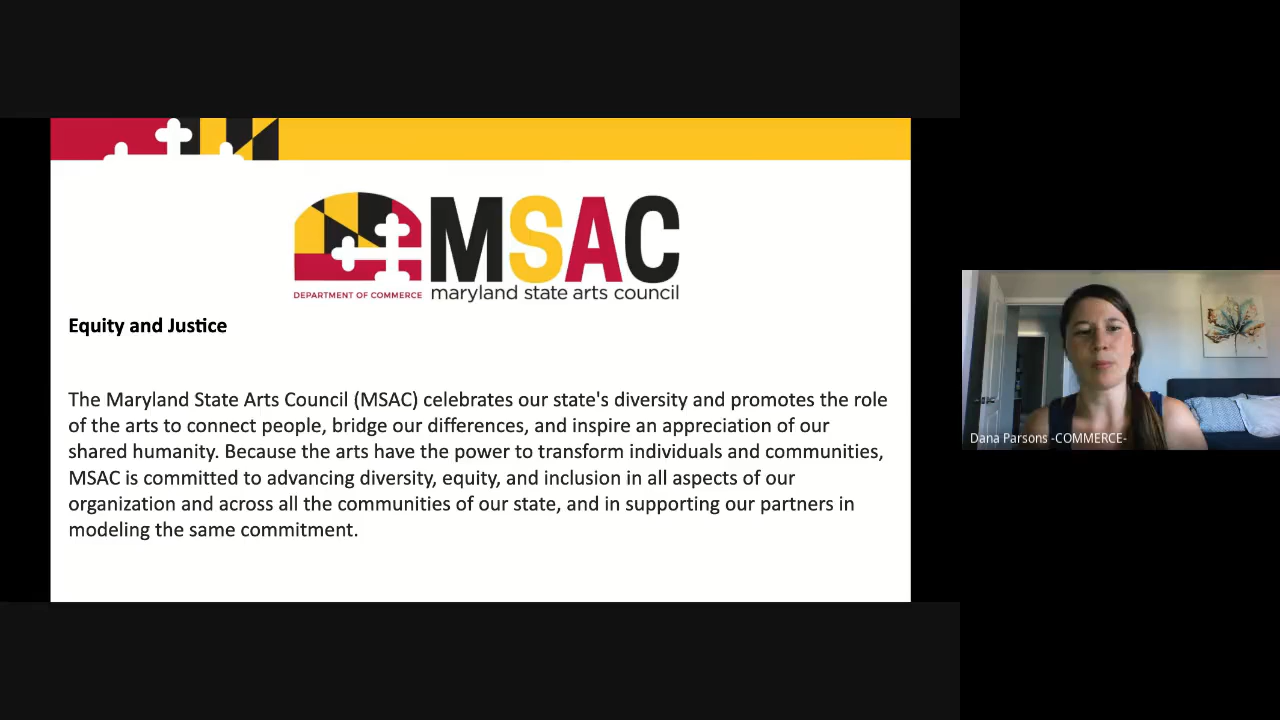 MSAC
DEPARTMENT OF COMMERCE
maryland state arts council
Equity and Justice
The Maryland State Arts Council (MSAC) celebrates our state's diversity and promotes the role
of the arts to connect people, bridge our differences, and inspire an appreciation of our
shared humanity. Because the arts have the power to transform individuals and communities,
MSAC is committed to advancing diversity, equity, and inclusion in all aspects of our
organization and across all the communities of our state, and in supporting our partners in
modeling the same commitment.
Dana Parsons -COMMERCE-